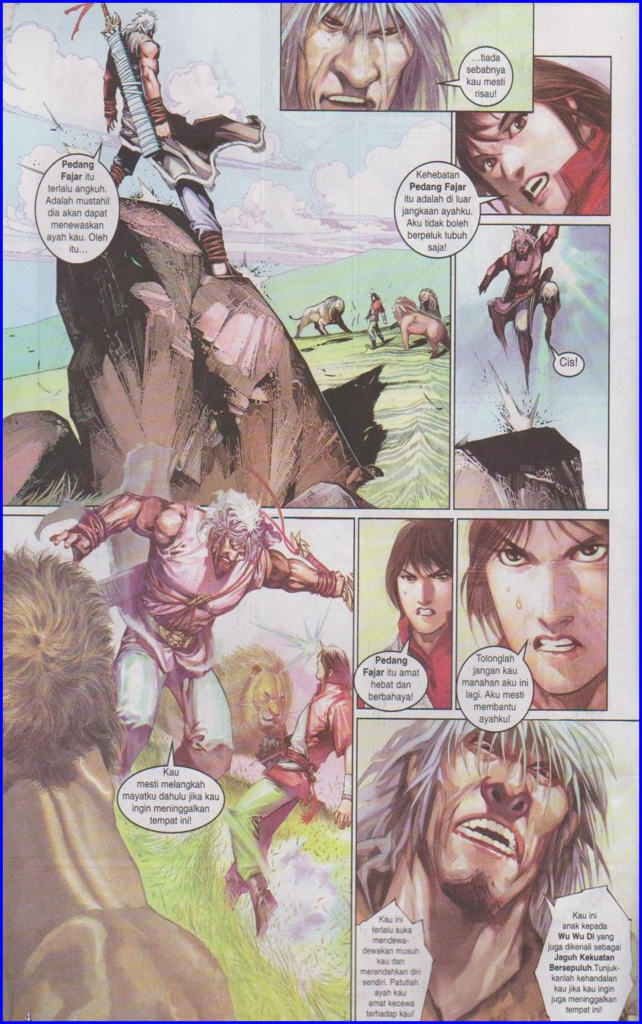 Pedang
Fajar itu
terlalu angkuh.
Adalah mustahil
dia akan dapat
menewaskan
ayah kau. Oleh
itu...
...tiada
sebabnya
kau mesti
risau!
Kehebatan
Pedang Fajar
itu adalah di luar
jangkaan ayahku.
Aku tidak boleh
berpeluk tubuh
saja!
Cis!
Kau
mesti melangkah
mayatku dahulu jika kau
ingin meninggalkan
tempat ini!
Pedang
Fajar itu amat
hebat dan
berbahaya!
Tolonglah
jangan kau
manahan aku ini
lagi. Aku mesti
membantu
ayahku!
Kau ini
terlalu suka
mendewa-
dewakan musuh
kau dan
merendahkan diri
sendiri. Patutlah
ayah kau
amat kecewa
terhadap kau!
Kau ini
anak kepada
Wu Wu Di yang
juga dikenali sebagai
Jaguh Kekuatan
Bersepuluh.Tunjuk-
kanlah kehandalan
kau jika kau ingin
juga meninggalkan
tempat ini!
4